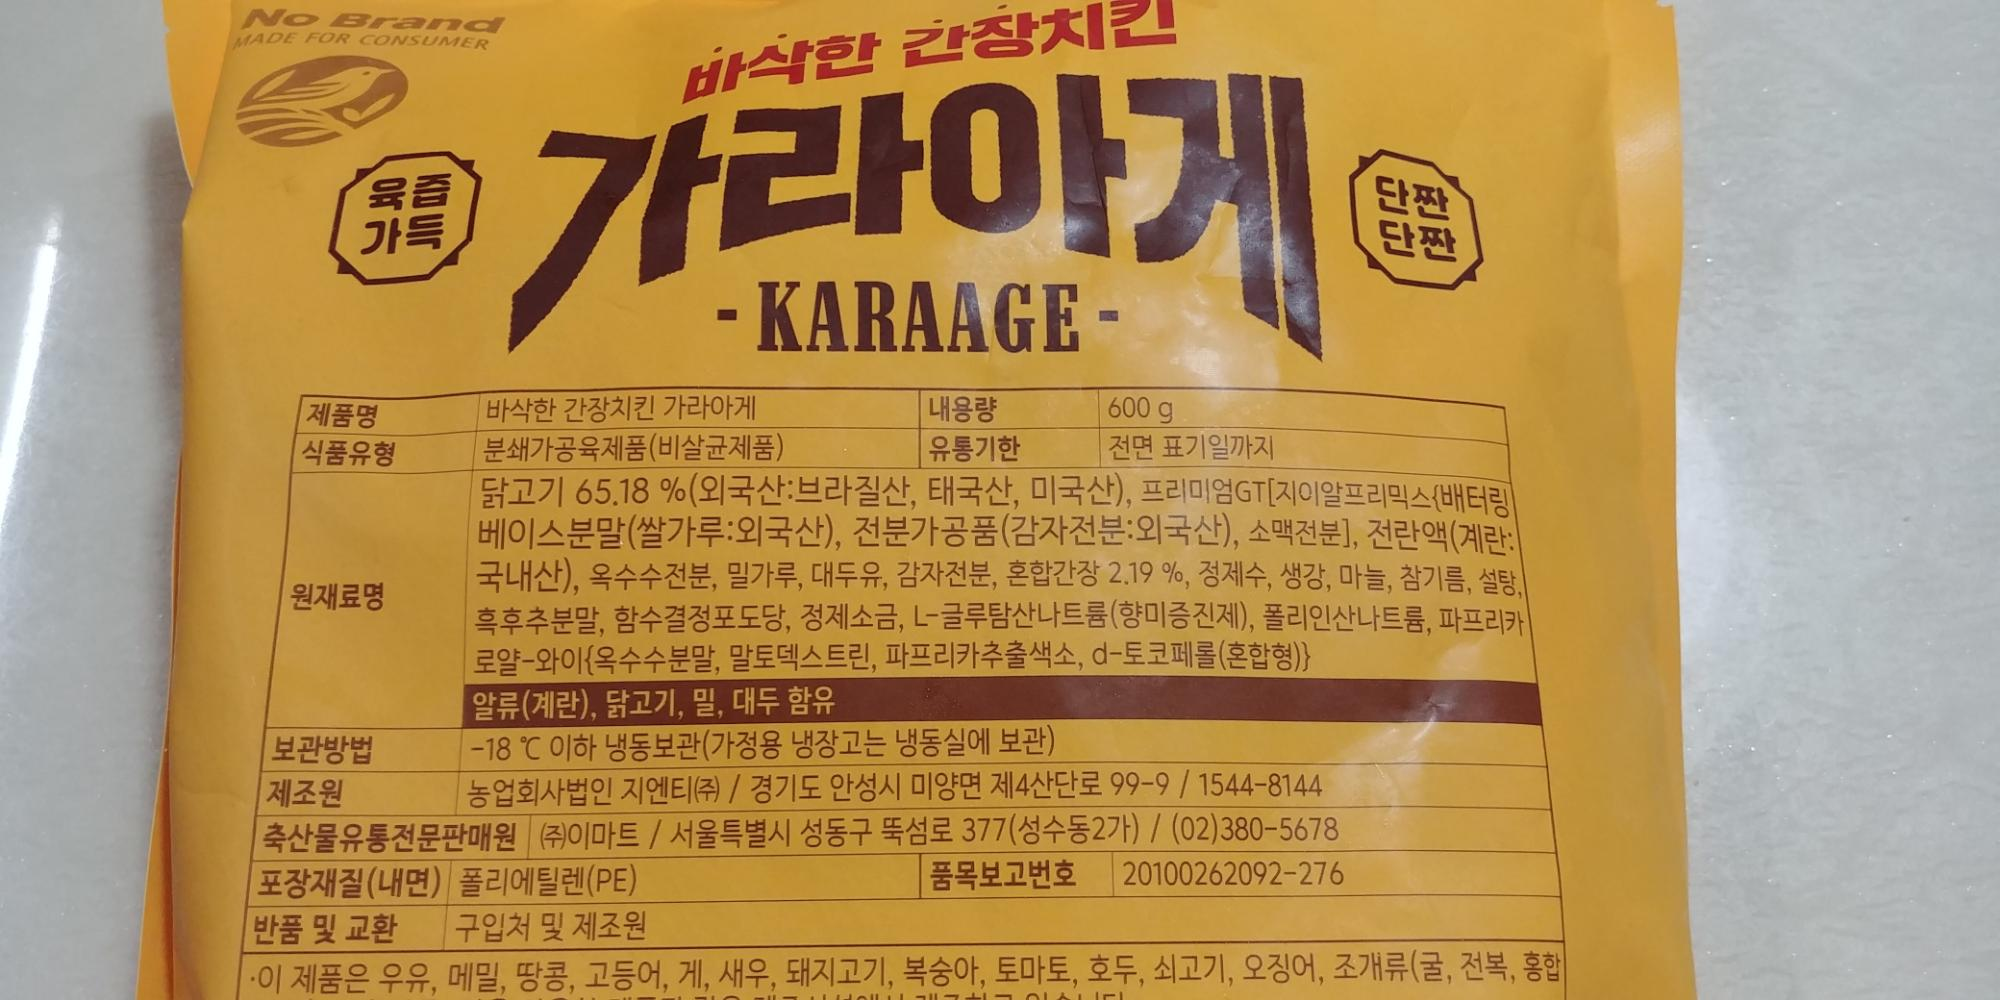 No Brand
MADE FOR CONSUMER
바삭한 간장치킨
가라아게
- KARAAGE -
육즙
가득
단짠
단짠
제품명 바삭한 간장치킨 가라아게 내용량 600 g
식품유형 분쇄가공육제품(비살균제품) 유통기한 전면 표기일까지
원재료명
닭고기 65.18 %(외국산:브라질산, 태국산, 미국산), 프리미엄GT[지이알프리믹스{배터링
베이스분말(쌀가루:외국산), 전분가공품(감자전분:외국산), 소맥전분], 전란액(계란:
국내산), 옥수수전분, 밀가루, 대두유, 감자전분, 혼합간장 2.19 %, 정제수, 생강, 마늘, 참기름, 설탕,
흑후추분말, 함수결정포도당, 정제소금, L-글루탐산나트륨(향미증진제), 폴리인산나트륨, 파프리카
로얄-와이{옥수수분말, 말토덱스트린, 파프리카추출색소, d-토코페롤(혼합형)}
알류(계란), 닭고기, 밀, 대두 함유
보관방법 -18 ℃ 이하 냉동보관(가정용 냉장고는 냉동실에 보관)
제조원 농업회사법인 지엔티㈜ / 경기도 안성시 미양면 제4산단로 99-9 / 1544-8144
축산물유통전문판매원 ㈜이마트 / 서울특별시 성동구 뚝섬로 377(성수동2가) / (02)380-5678
포장재질(내면) 폴리에틸렌(PE) 품목보고번호 20100262092-276
반품 및 교환 구입처 및 제조원
·이 제품은 우유, 메밀, 땅콩, 고등어, 게, 새우, 돼지고기, 복숭아, 토마토, 호두, 쇠고기, 오징어, 조개류(굴, 전복, 홍합